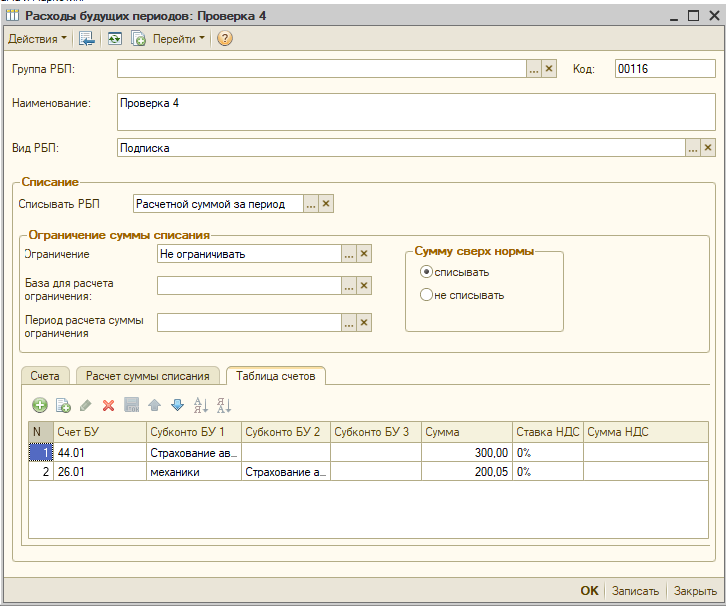 Расходы будущих периодов: Проверка 4
Действия Перейти ?
Группа РБП: ... × Код: 00116
Наименование: Проверка 4
Вид РБП: Подписка ... ×
Списание
Списывать РБП Расчетной суммой за период ... ×
Ограничение суммы списания
Ограничение Не ограничивать ... ×
База для расчета
ограничения: ... ×
Период расчета суммы
ограничения ... ×
Сумму сверх нормы
списывать
не списывать
Счета Расчет суммы списания Таблица счетов
N Счет БУ Субконто БУ 1 Субконто БУ 2 Субконто БУ 3 Сумма Ставка НДС Сумма НДС
1 44.01 Страхование ав... 300,00 0%
2 26.01 механики Страхование а... 200,05 0%
OK Записать Закрыть